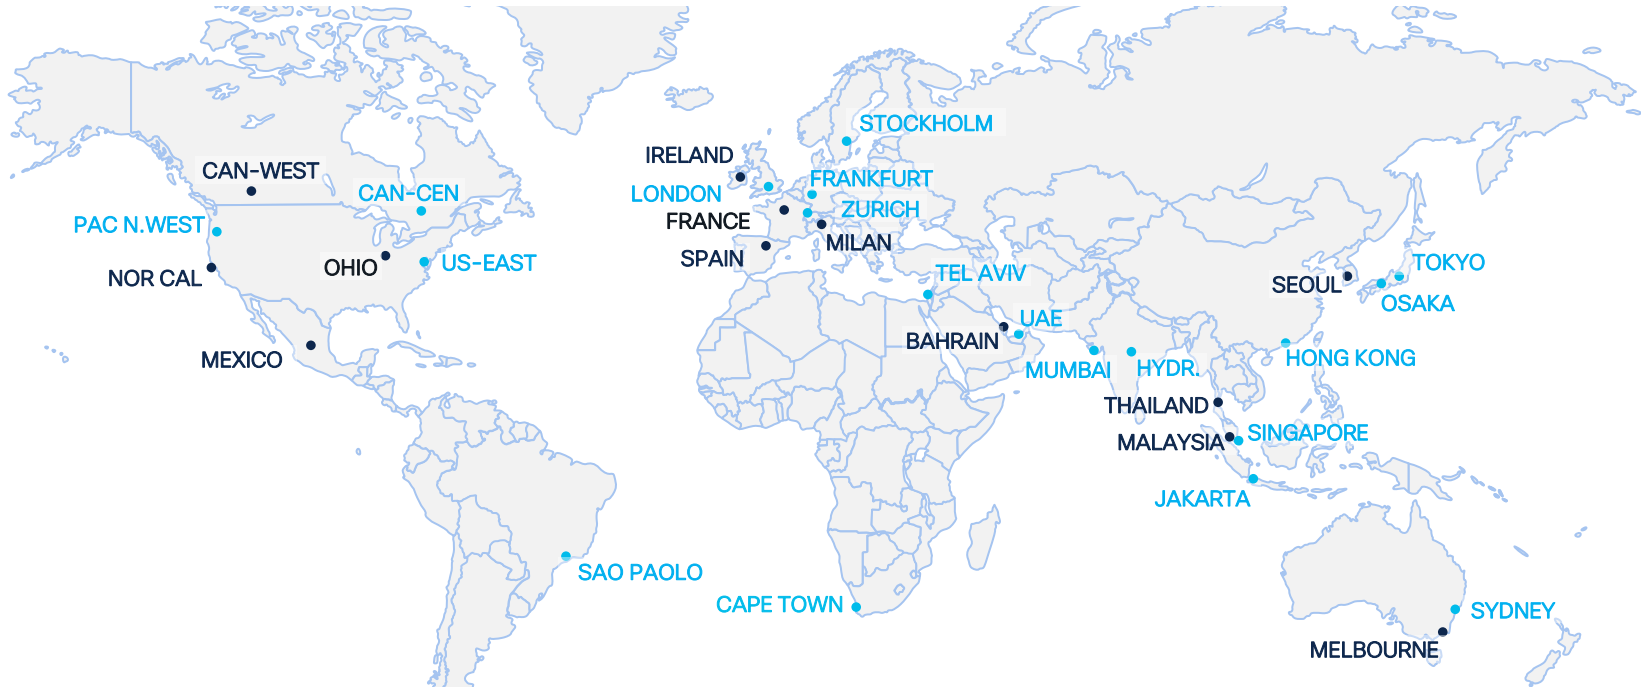 STOCKHOLM
IRELAND
CAN-WEST
FRANKFURT
CAN-CEN
LONDON
ZURICH
FRANCE
PAC N.WEST
MILAN
SPAIN
US-EAST
TOKYO
OHIO
TEL AVIV
NOR CAL
SEOUL
OSAKA
UAE
BAHRAIN
HONG KONG
MEXICO
MUMBAI
HYDR.
THAILAND
SINGAPORE
MALAYSIA
JAKARTA
SAO PAOLO
CAPE TOWN
SYDNEY
MELBOURNE